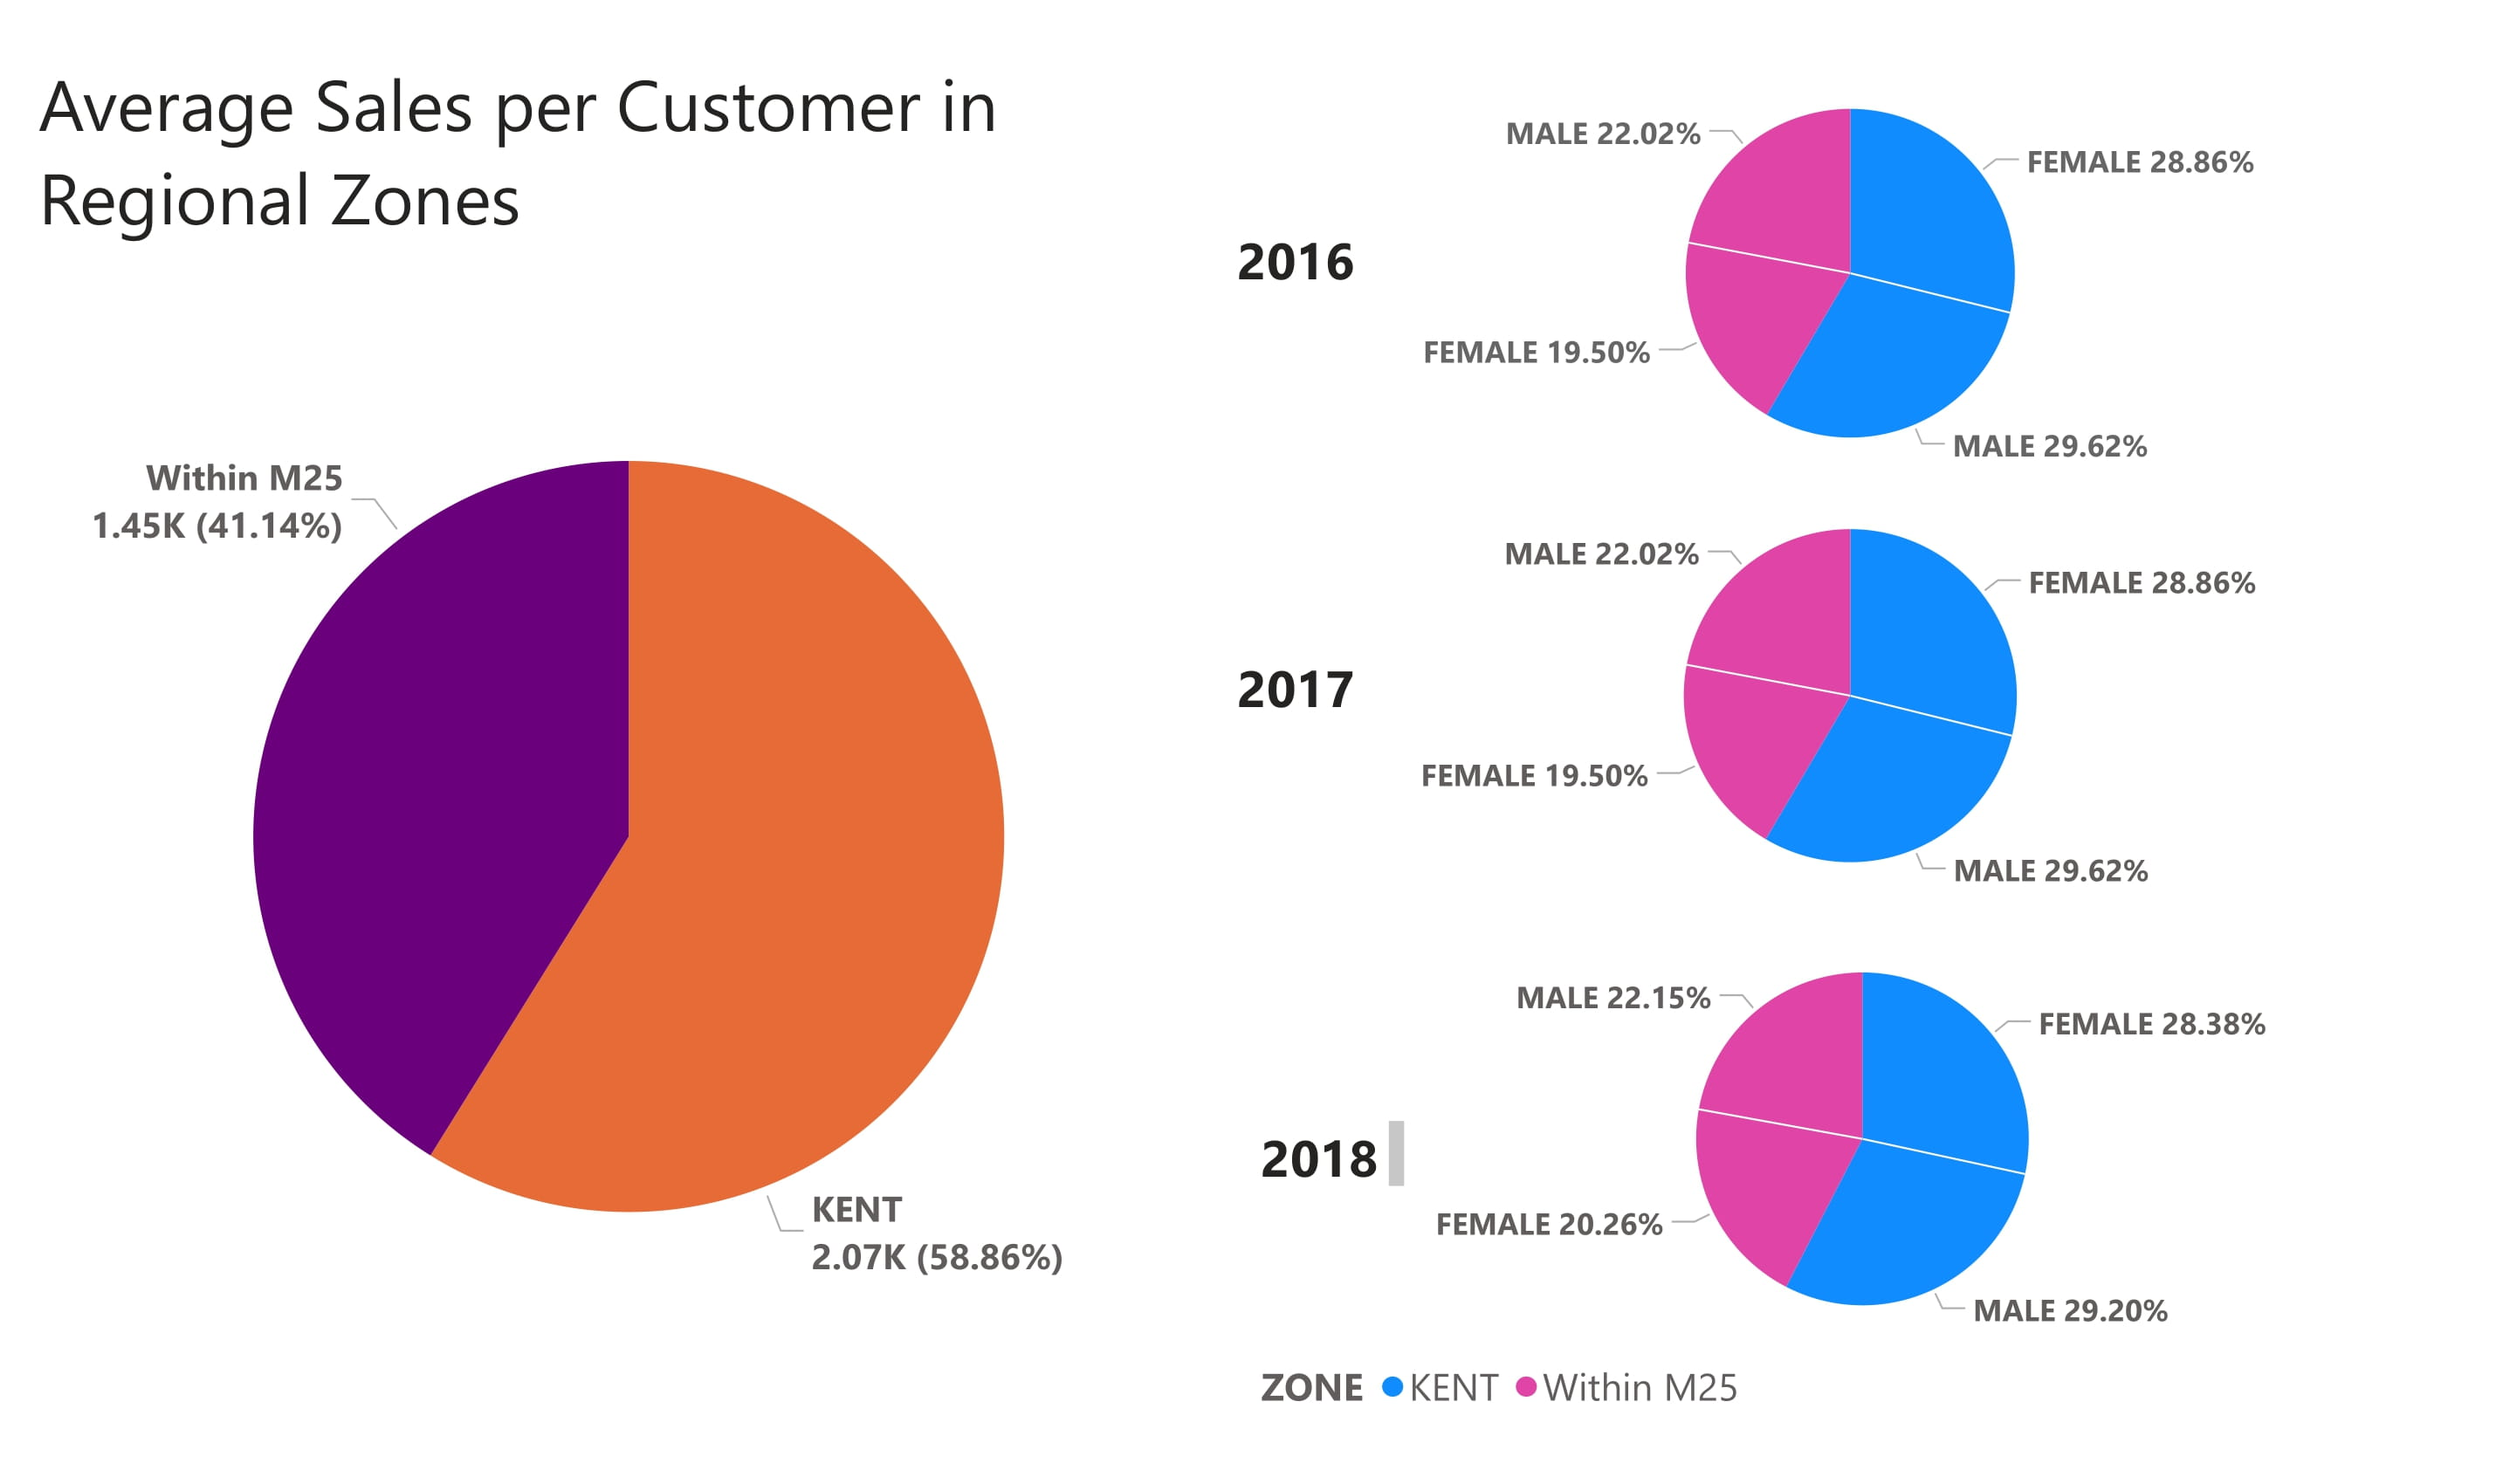 Average Sales per Customer in
Regional Zones
Within M25
1.45K (41.14%)
KENT
2.07K (58.86%)
2016
MALE 22.02%
FEMALE 28.86%
FEMALE 19.50%
MALE 29.62%
2017
MALE 22.02%
FEMALE 28.86%
FEMALE 19.50%
MALE 29.62%
2018
MALE 22.15%
FEMALE 28.38%
FEMALE 20.26%
MALE 29.20%
ZONE KENT Within M25